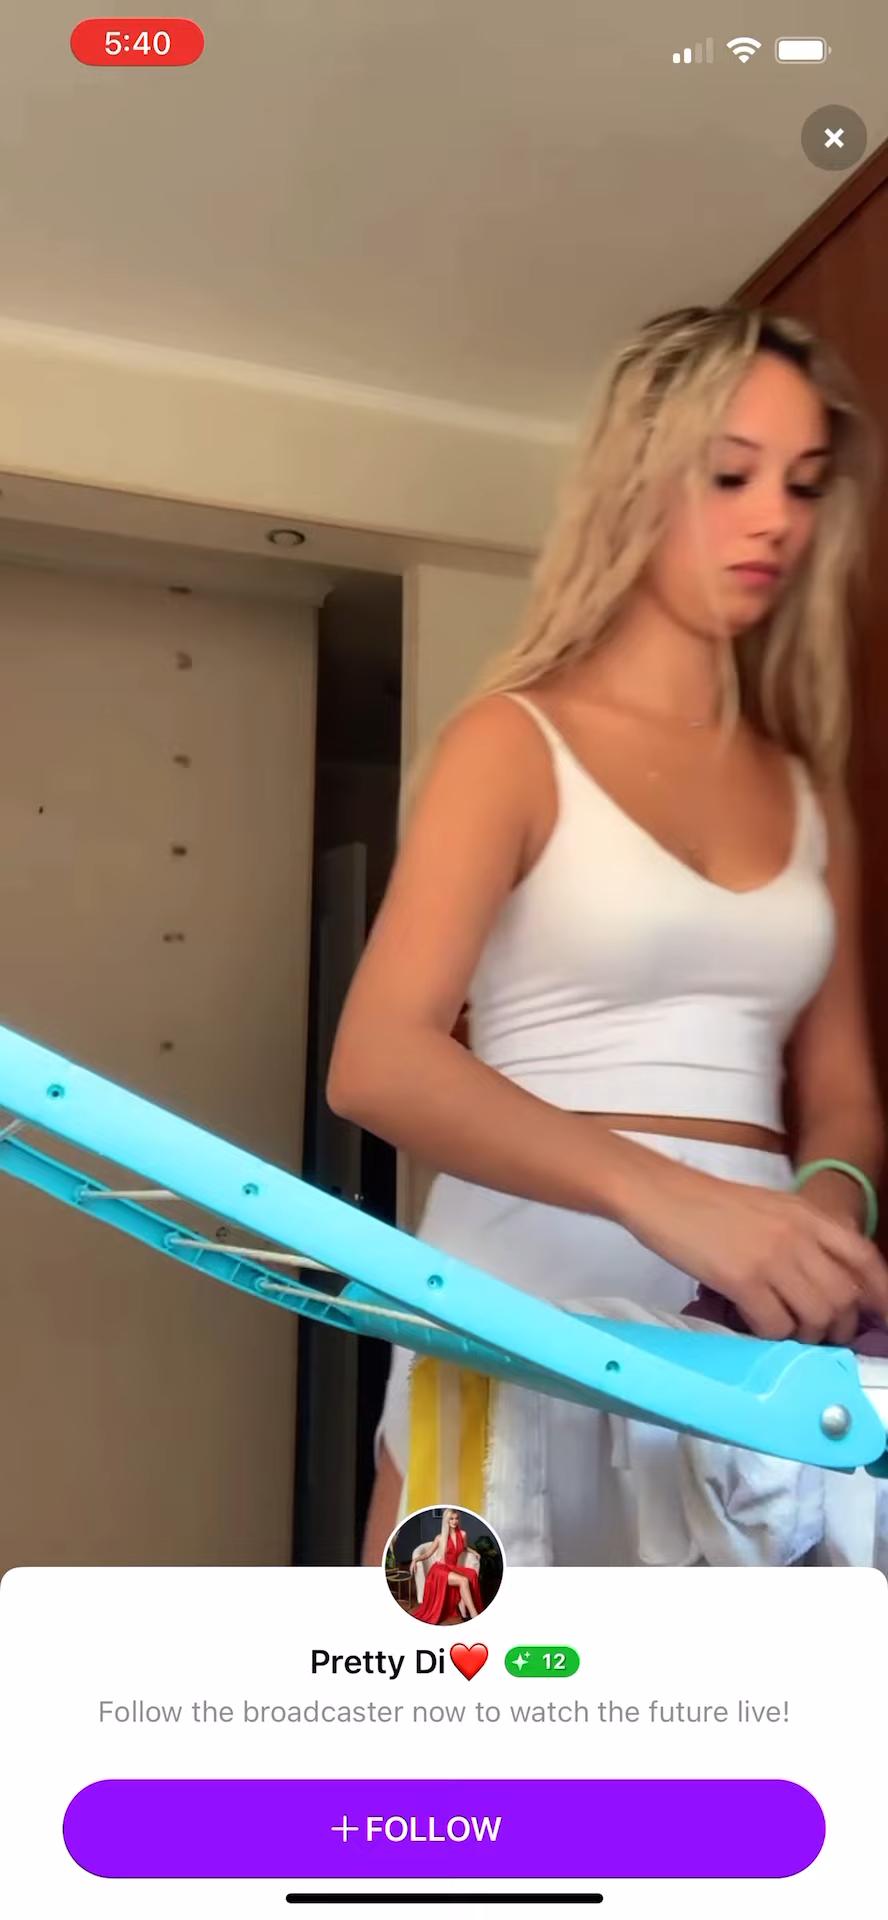 5:40
Pretty Di❤️ 12
Follow the broadcaster now to watch the future live!
+FOLLOW